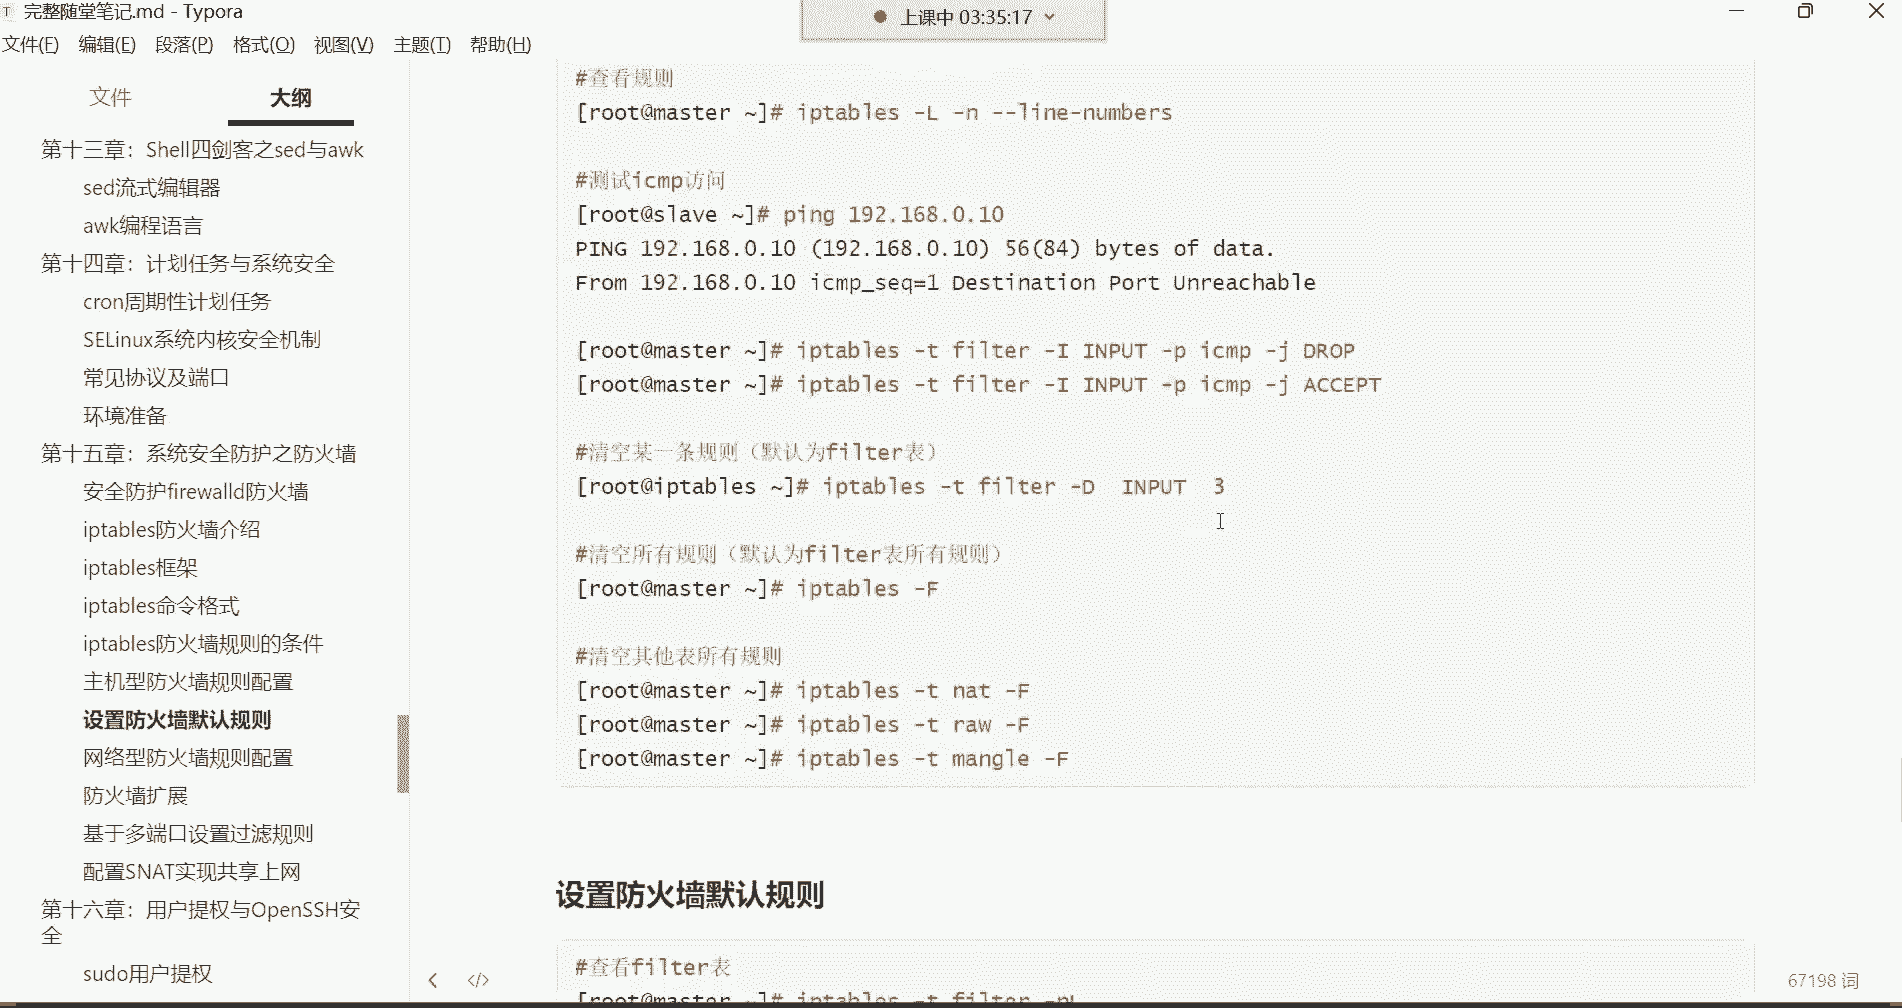 完整随堂笔记.md - Typora
上课中 03:35:17
文件(F) 编辑(E) 段落(P) 格式(O) 视图(V) 主题(T) 帮助(H)
文件 大纲
第十三章：Shell四剑客之sed与awk
sed流式编辑器
awk编程语言
第十四章：计划任务与系统安全
cron周期性计划任务
SELinux系统内核安全机制
常见协议及端口
环境准备
第十五章：系统安全防护之防火墙
安全防护firewalld防火墙
iptables防火墙介绍
iptables框架
iptables命令格式
iptables防火墙规则的条件
主机型防火墙规则配置
设置防火墙默认规则
网络型防火墙规则配置
防火墙扩展
基于多端口设置过滤规则
配置SNAT实现共享上网
第十六章：用户提权与OpenSSH安
全
sudo用户提权
#查看规则
[root@master ~]# iptables -L -n --line-numbers
#测试icmp访问
[root@slave ~]# ping 192.168.0.10
PING 192.168.0.10 (192.168.0.10) 56(84) bytes of data.
From 192.168.0.10 icmp_seq=1 Destination Port Unreachable
[root@master ~]# iptables -t filter -I INPUT -p icmp -j DROP
[root@master ~]# iptables -t filter -I INPUT -p icmp -j ACCEPT
#清空某一条规则（默认为filter表）
[root@iptables ~]# iptables -t filter -D  INPUT  3
#清空所有规则（默认为filter表所有规则）
[root@master ~]# iptables -F
#清空其他表所有规则
[root@master ~]# iptables -t nat -F
[root@master ~]# iptables -t raw -F
[root@master ~]# iptables -t mangle -F
设置防火墙默认规则
#查看filter表
[root@master ~]# iptables -t filter -nL
67198 词